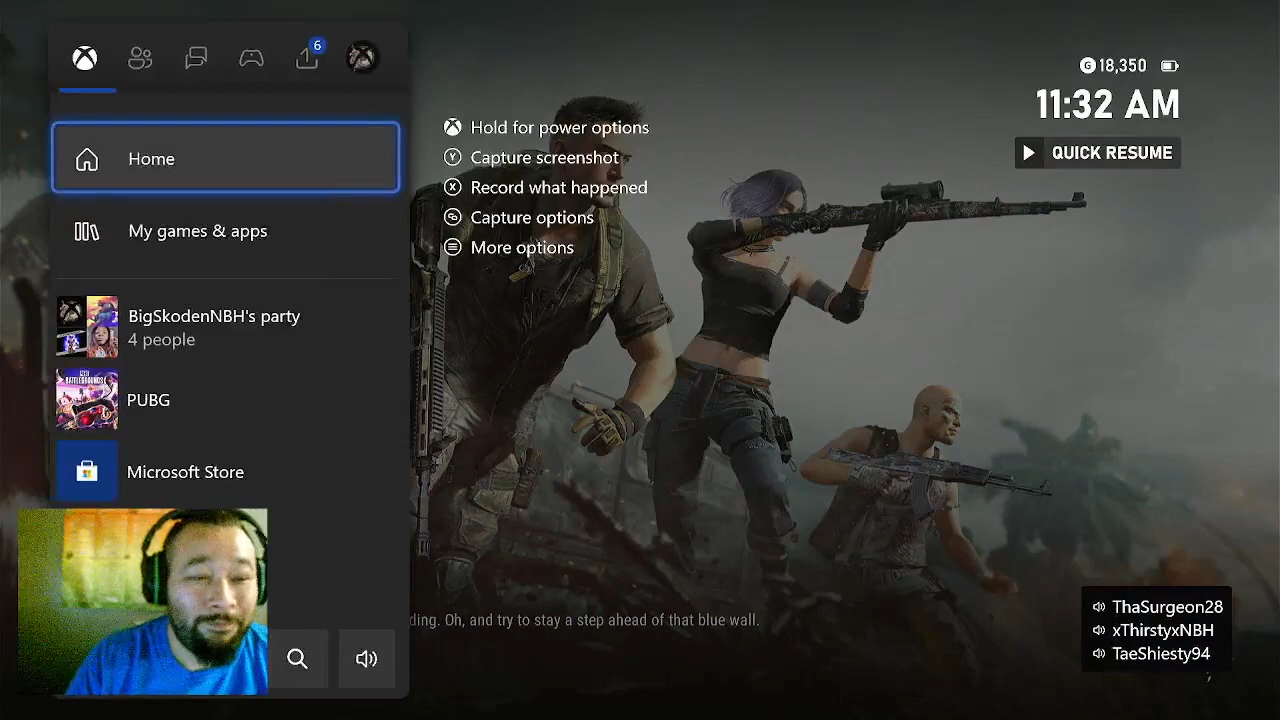 6
Home
My games & apps
BigSkodenNBH's party
4 people
BATTLEGROUNDS
PUBG
Microsoft Store
Hold for power options
Y Capture screenshot
X Record what happened
Capture options
More options
G 18,350
11:32 AM
QUICK RESUME
ding. Oh, and try to stay a step ahead of that blue wall.
ThaSurgeon28
xThirstyxNBH
TaeShiesty94